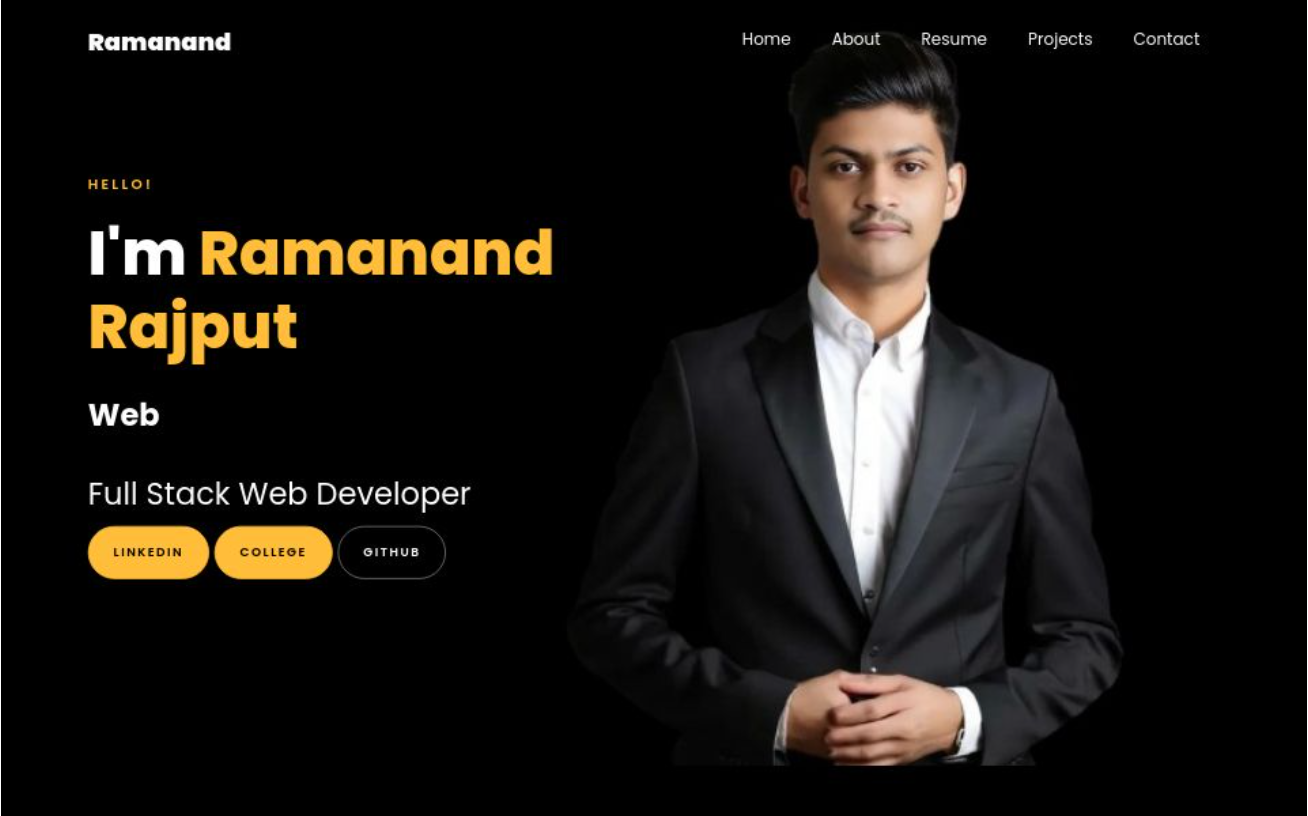 Ramanand
Home About Resume Projects Contact
HELLO!
I'm Ramanand
Rajput
Web
Full Stack Web Developer
LINKEDIN COLLEGE GITHUB